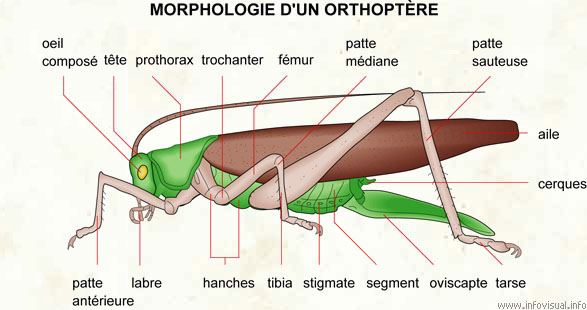 MORPHOLOGIE D'UN ORTHOPTÈRE
oeil
composé
tête
prothorax
trochanter
fémur
patte
médiane
patte
sauteuse
aile
cerques
patte
antérieure
labre
hanches
tibia
stigmate
segment
oviscapte
tarse
www.infovisual.info